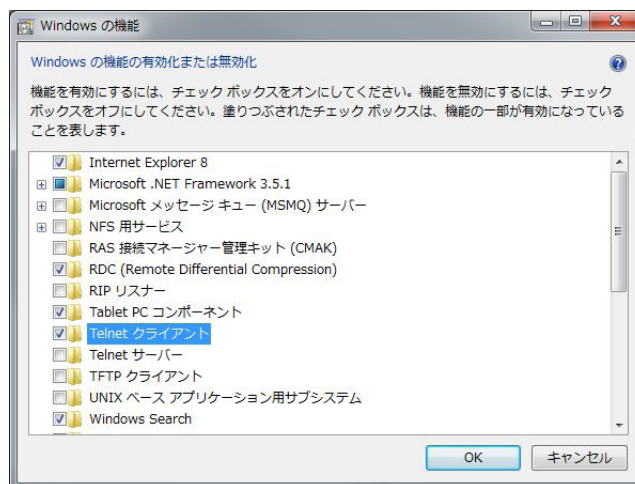 Windows の機能
Windows の機能の有効化または無効化
機能を有効にするには、チェック ボックスをオンにしてください。機能を無効にするには、チェック
ボックスをオフにしてください。塗りつぶされたチェック ボックスは、機能の一部が有効になっている
ことを表します。
Internet Explorer 8
Microsoft .NET Framework 3.5.1
Microsoft メッセージ キュー (MSMQ) サーバー
NFS 用サービス
RAS 接続マネージャー管理キット (CMAK)
RDC (Remote Differential Compression)
RIP リスナー
Tablet PC コンポーネント
Telnet クライアント
Telnet サーバー
TFTP クライアント
UNIX ベース アプリケーション用サブシステム
Windows Search
OK
キャンセル